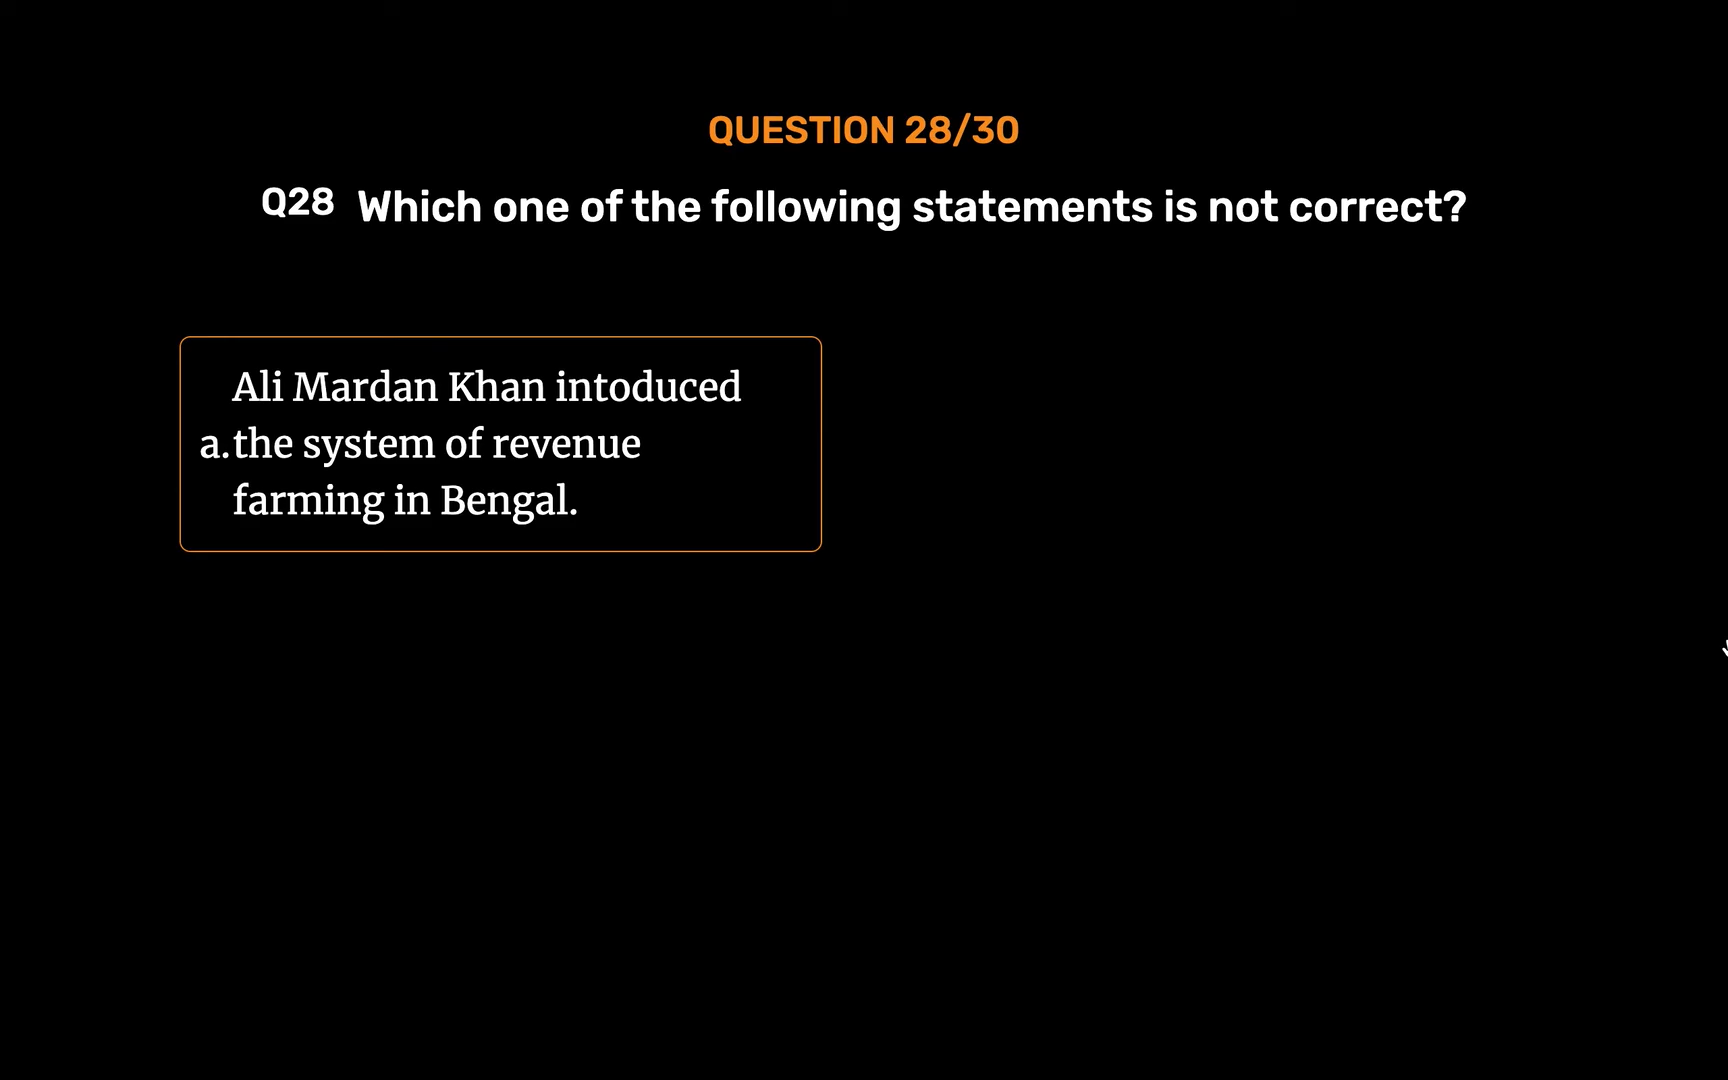 QUESTION 28/30
Q28 Which one of the following statements is not correct?
Ali Mardan Khan intoduced
a. the system of revenue
farming in Bengal.